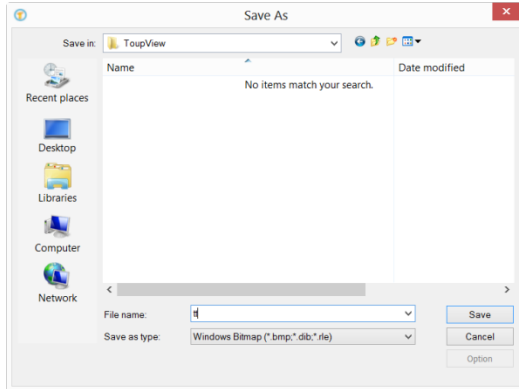 Save As
Save in:
ToupView
Name
Date modified
No items match your search.
Recent places
Desktop
Libraries
Computer
Network
File name:
tt
Save
Save as type:
Windows Bitmap (*.bmp;*.dib;*.rle)
Cancel
Option